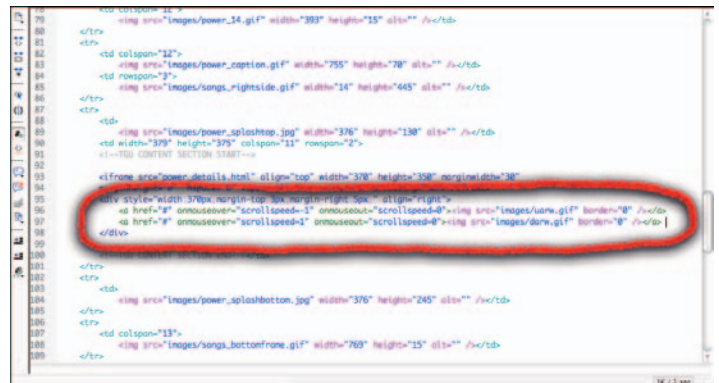 79 <img src="images/power_14.gif" width="393" height="15" alt="" /></td>
80 </tr>
81 <tr>
82 <td colspan="12">
83 <img src="images/power_caption.gif" width="755" height="70" alt="" /></td>
84 <td rowspan="3">
85 <img src="images/songs_rightside.gif" width="14" height="445" alt="" /></td>
86 </tr>
87 <tr>
88 <td>
89 <img src="images/power_splashtop.jpg" width="376" height="130" alt="" /></td>
90 <td width="379" height="375" colspan="11" rowspan="2">
91 <!--TGU CONTENT SECTION START-->
92
93 <iframe src="power_details.html" align="top" width="370" height="350" marginwidth="30"
94
95 <div style="width:370px.margin-top 3px.margin-right 5px " align="right">
96 <a href="#" onmouseover="scrollspeed=-1" onmouseout="scrollspeed=0"><img src="images/uarw.gif" border="0" /></a>
97 <a href="#" onmouseover="scrollspeed=1" onmouseout="scrollspeed=0"><img src="images/darw.gif" border="0" /></a>
98 </div>
99
100
101 </tr>
102 <tr>
103 <td>
104 <img src="images/power_splashbottom.jpg" width="376" height="245" alt="" /></td>
105 </tr>
106 <tr>
107 <td colspan="13">
108 <img src="images/songs_bottomframe.gif" width="769" height="15" alt="" /></td>
109 </tr>